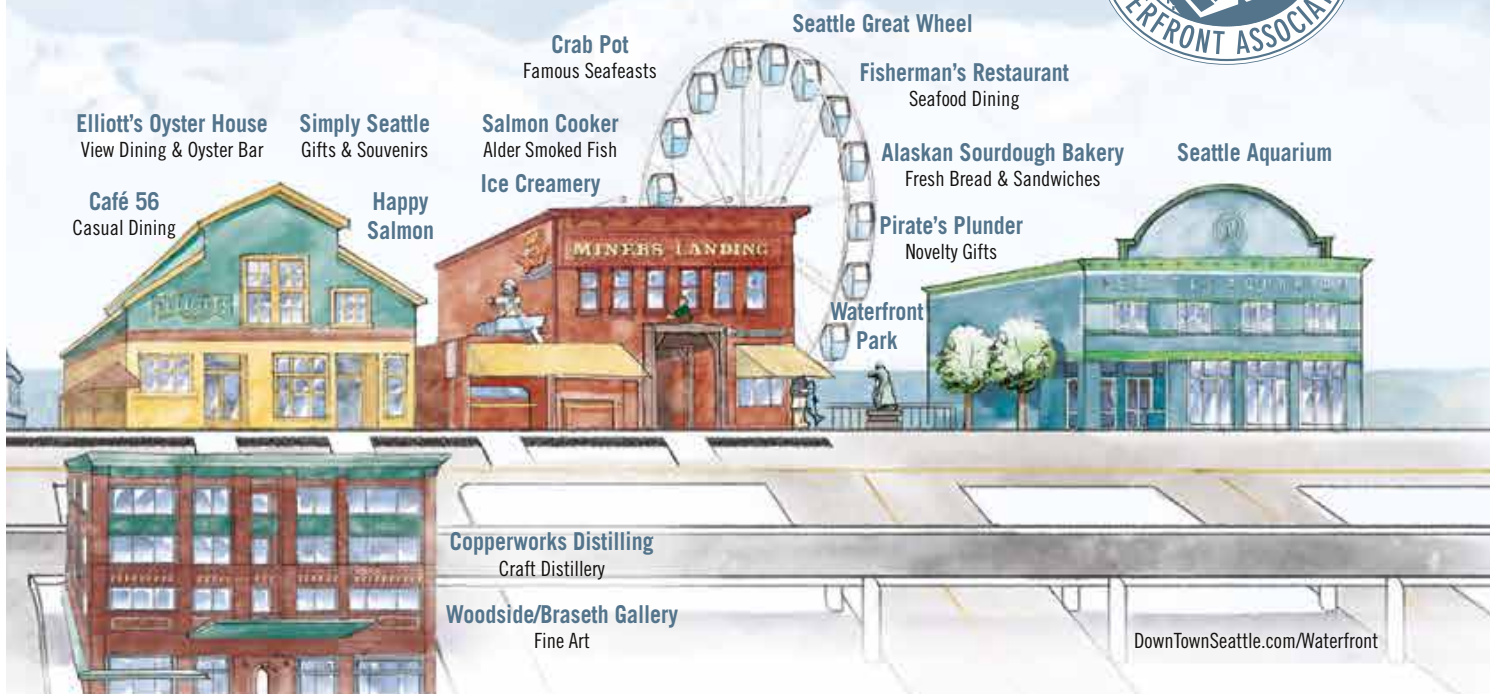 ERFRONT ASSOCIA
Seattle Great Wheel
Crab Pot
Famous Seafeasts
Fisherman's Restaurant
Seafood Dining
Elliott's Oyster House
View Dining & Oyster Bar
Simply Seattle
Gifts & Souvenirs
Salmon Cooker
Alder Smoked Fish
Ice Creamery
Alaskan Sourdough Bakery
Fresh Bread & Sandwiches
Seattle Aquarium
Café 56
Casual Dining
Happy
Salmon
Pirate's Plunder
Novelty Gifts
MINERS LANDING
Waterfront
Park
Copperworks Distilling
Craft Distillery
Woodside/Braseth Gallery
Fine Art
DownTownSeattle.com/Waterfront